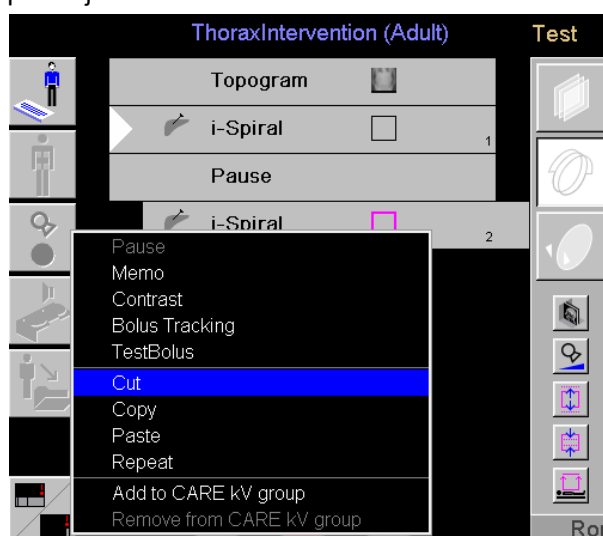 ThoraxIntervention (Adult) Test
Topogram
i-Spiral 1
Pause
i-Spiral 2
Pause
Memo
Contrast
Bolus Tracking
TestBolus
Cut
Copy
Paste
Repeat
Add to CARE kV group
Remove from CARE kV group